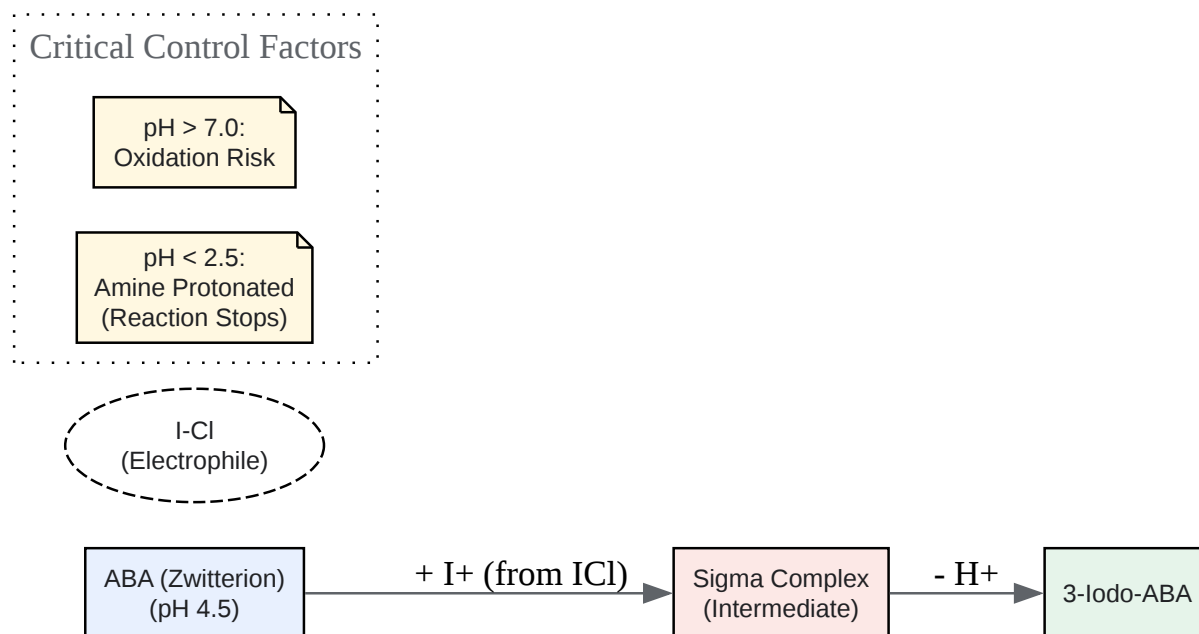 Critical Control Factors
pH > 7.0:
Oxidation Risk
pH < 2.5:
Amine Protonated
(Reaction Stops)
I-Cl
(Electrophile)
ABA (Zwitterion)
(pH 4.5)
+ I+ (from ICl)
Sigma Complex
(Intermediate)
- H+
3-Iodo-ABA